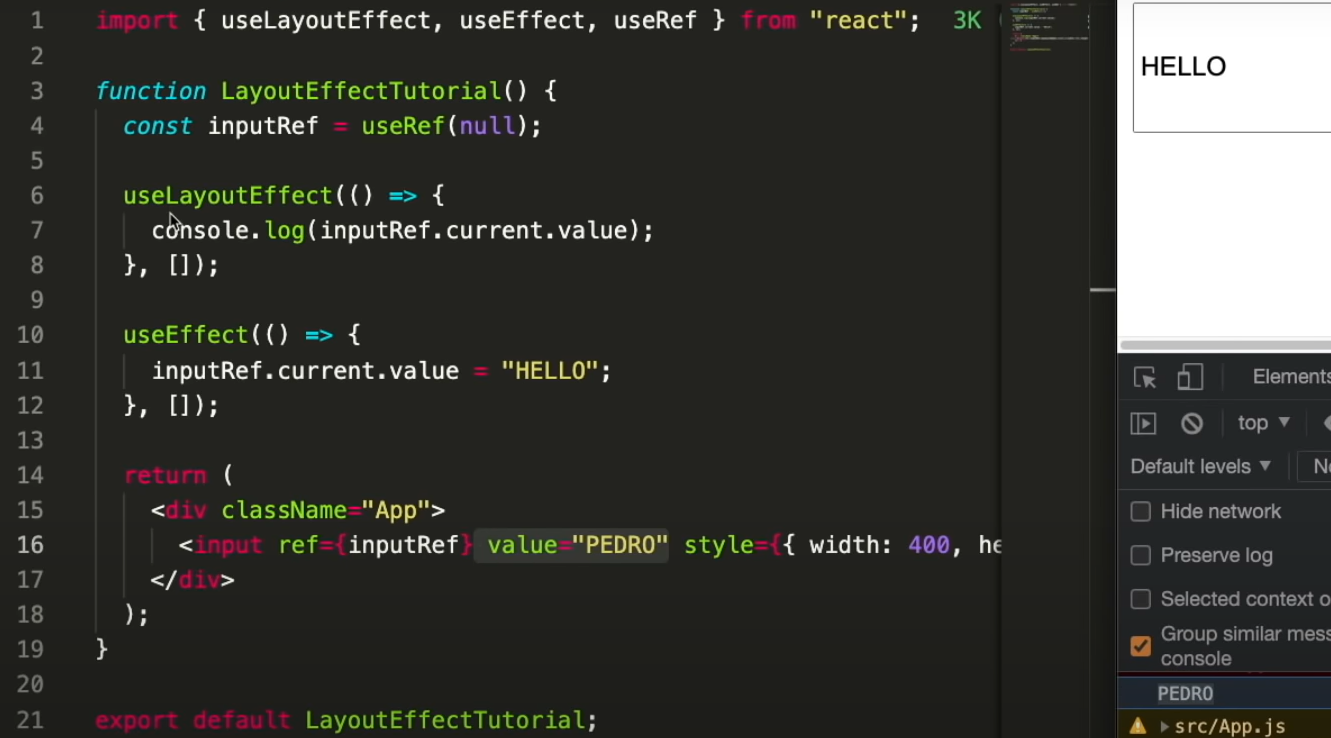 1 import { useLayoutEffect, useEffect, useRef } from "react"; 3K
2
3 function LayoutEffectTutorial() {
4 const inputRef = useRef(null);
5
6 useLayoutEffect(() => {
7 console.log(inputRef.current.value);
8 }, []);
9
10 useEffect(() => {
11 inputRef.current.value = "HELLO";
12 }, []);
13
14 return (
15 <div className="App">
16 <input ref={inputRef} value="PEDRO" style={{ width: 400, he
17 </div>
18 );
19 }
20
21 export default LayoutEffectTutorial;
HELLO
Elements
top
Default levels
Hide network
Preserve log
Selected context o
Group similar mess
console
PEDRO
src/App.js